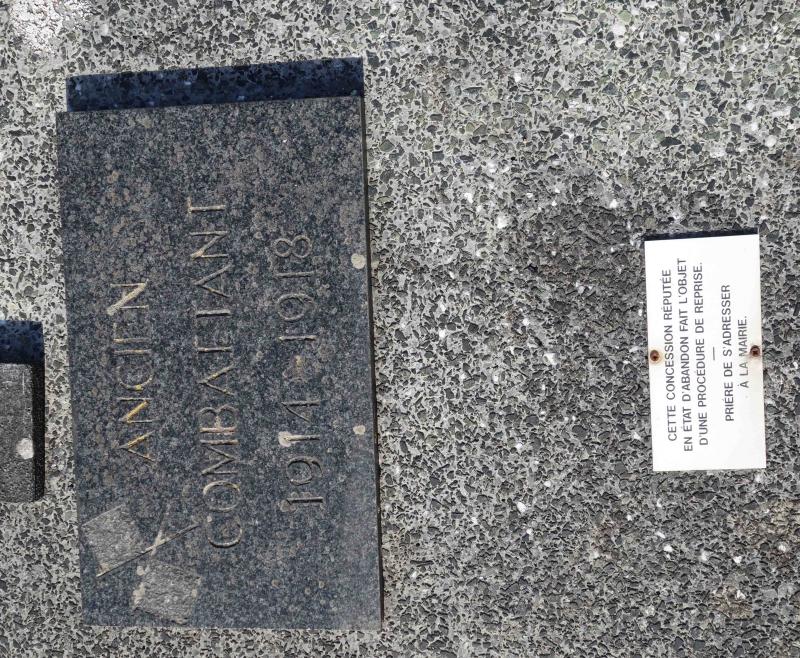 ANCIEN
COMBATTANT
1914-1918
CETTE CONCESSION RÉPUTÉE
EN ÉTAT D'ABANDON FAIT L'OBJET
D'UNE PROCÉDURE DE REPRISE.
PRIÈRE DE S'ADRESSER
À LA MAIRIE.